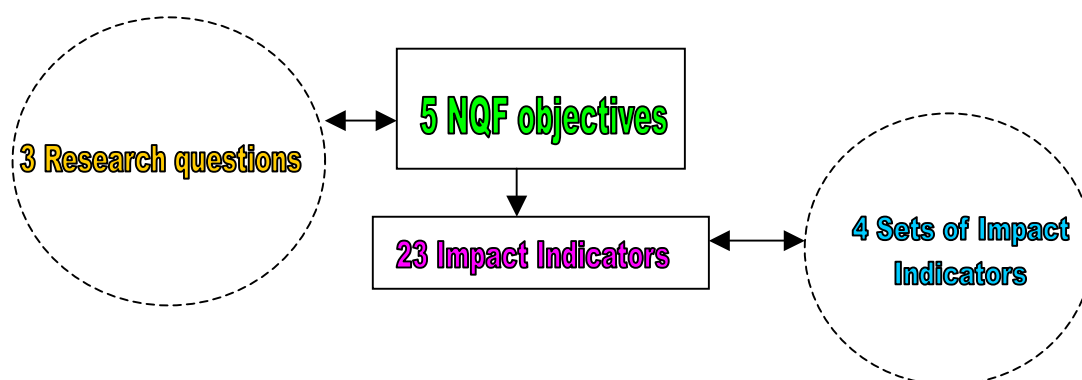 5 NQF objectives
3 Research questions
23 Impact Indicators
4 Sets of Impact
Indicators